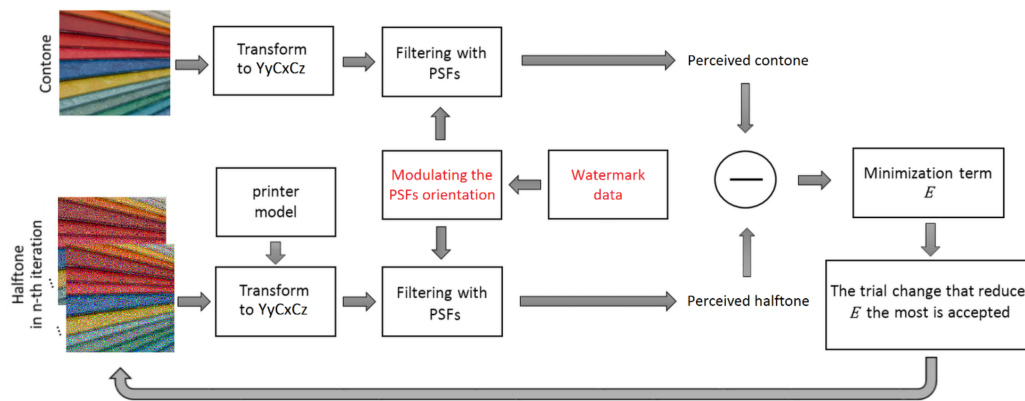 Contone
Transform
to YyCxCz
Filtering with
PSFs
Perceived contone
Modulating the
PSFs orientation
Watermark
data
Minimization term
E
printer
model
Halftone
in n-th iteration
Transform
to YyCxCz
Filtering with
PSFs
Perceived halftone
The trial change that reduce
E the most is accepted